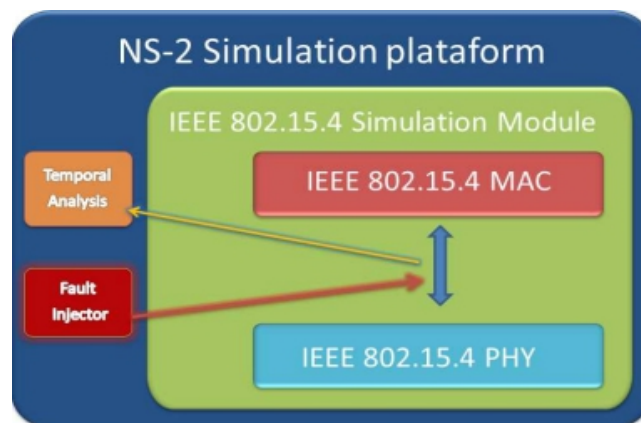 NS-2 Simulation plataform
IEEE 802.15.4 Simulation Module
IEEE 802.15.4 MAC
Temporal
Analysis
Fault
Injector
IEEE 802.15.4 PHY